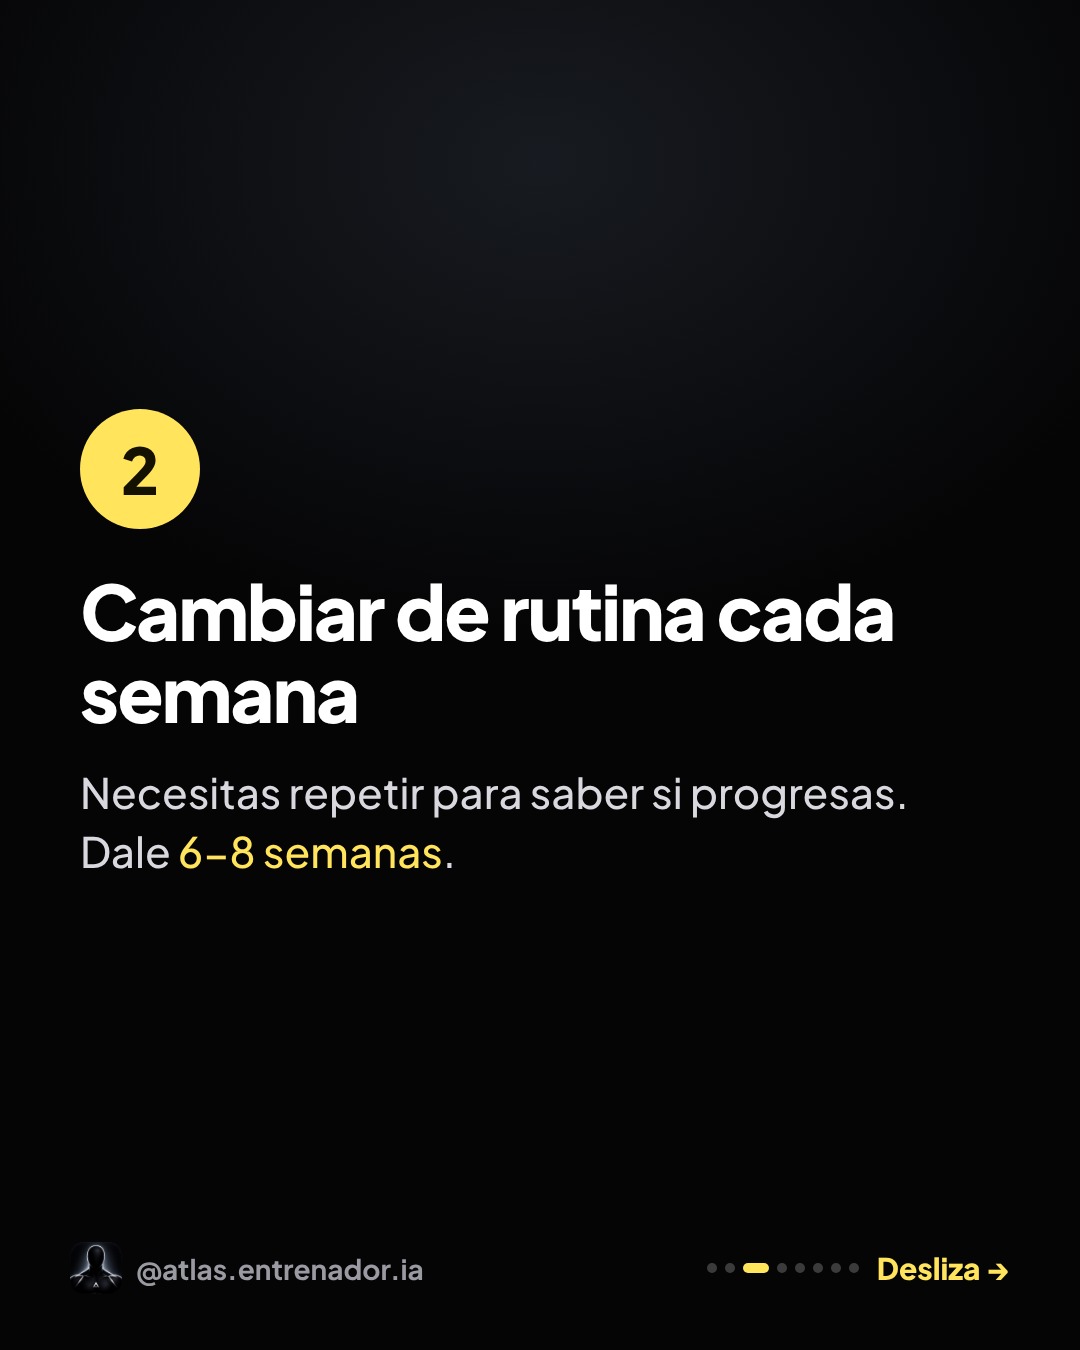 2
Cambiar de rutina cada
semana
Necesitas repetir para saber si progresas.
Dale 6–8 semanas.
@atlas.entrenador.ia
Desliza →